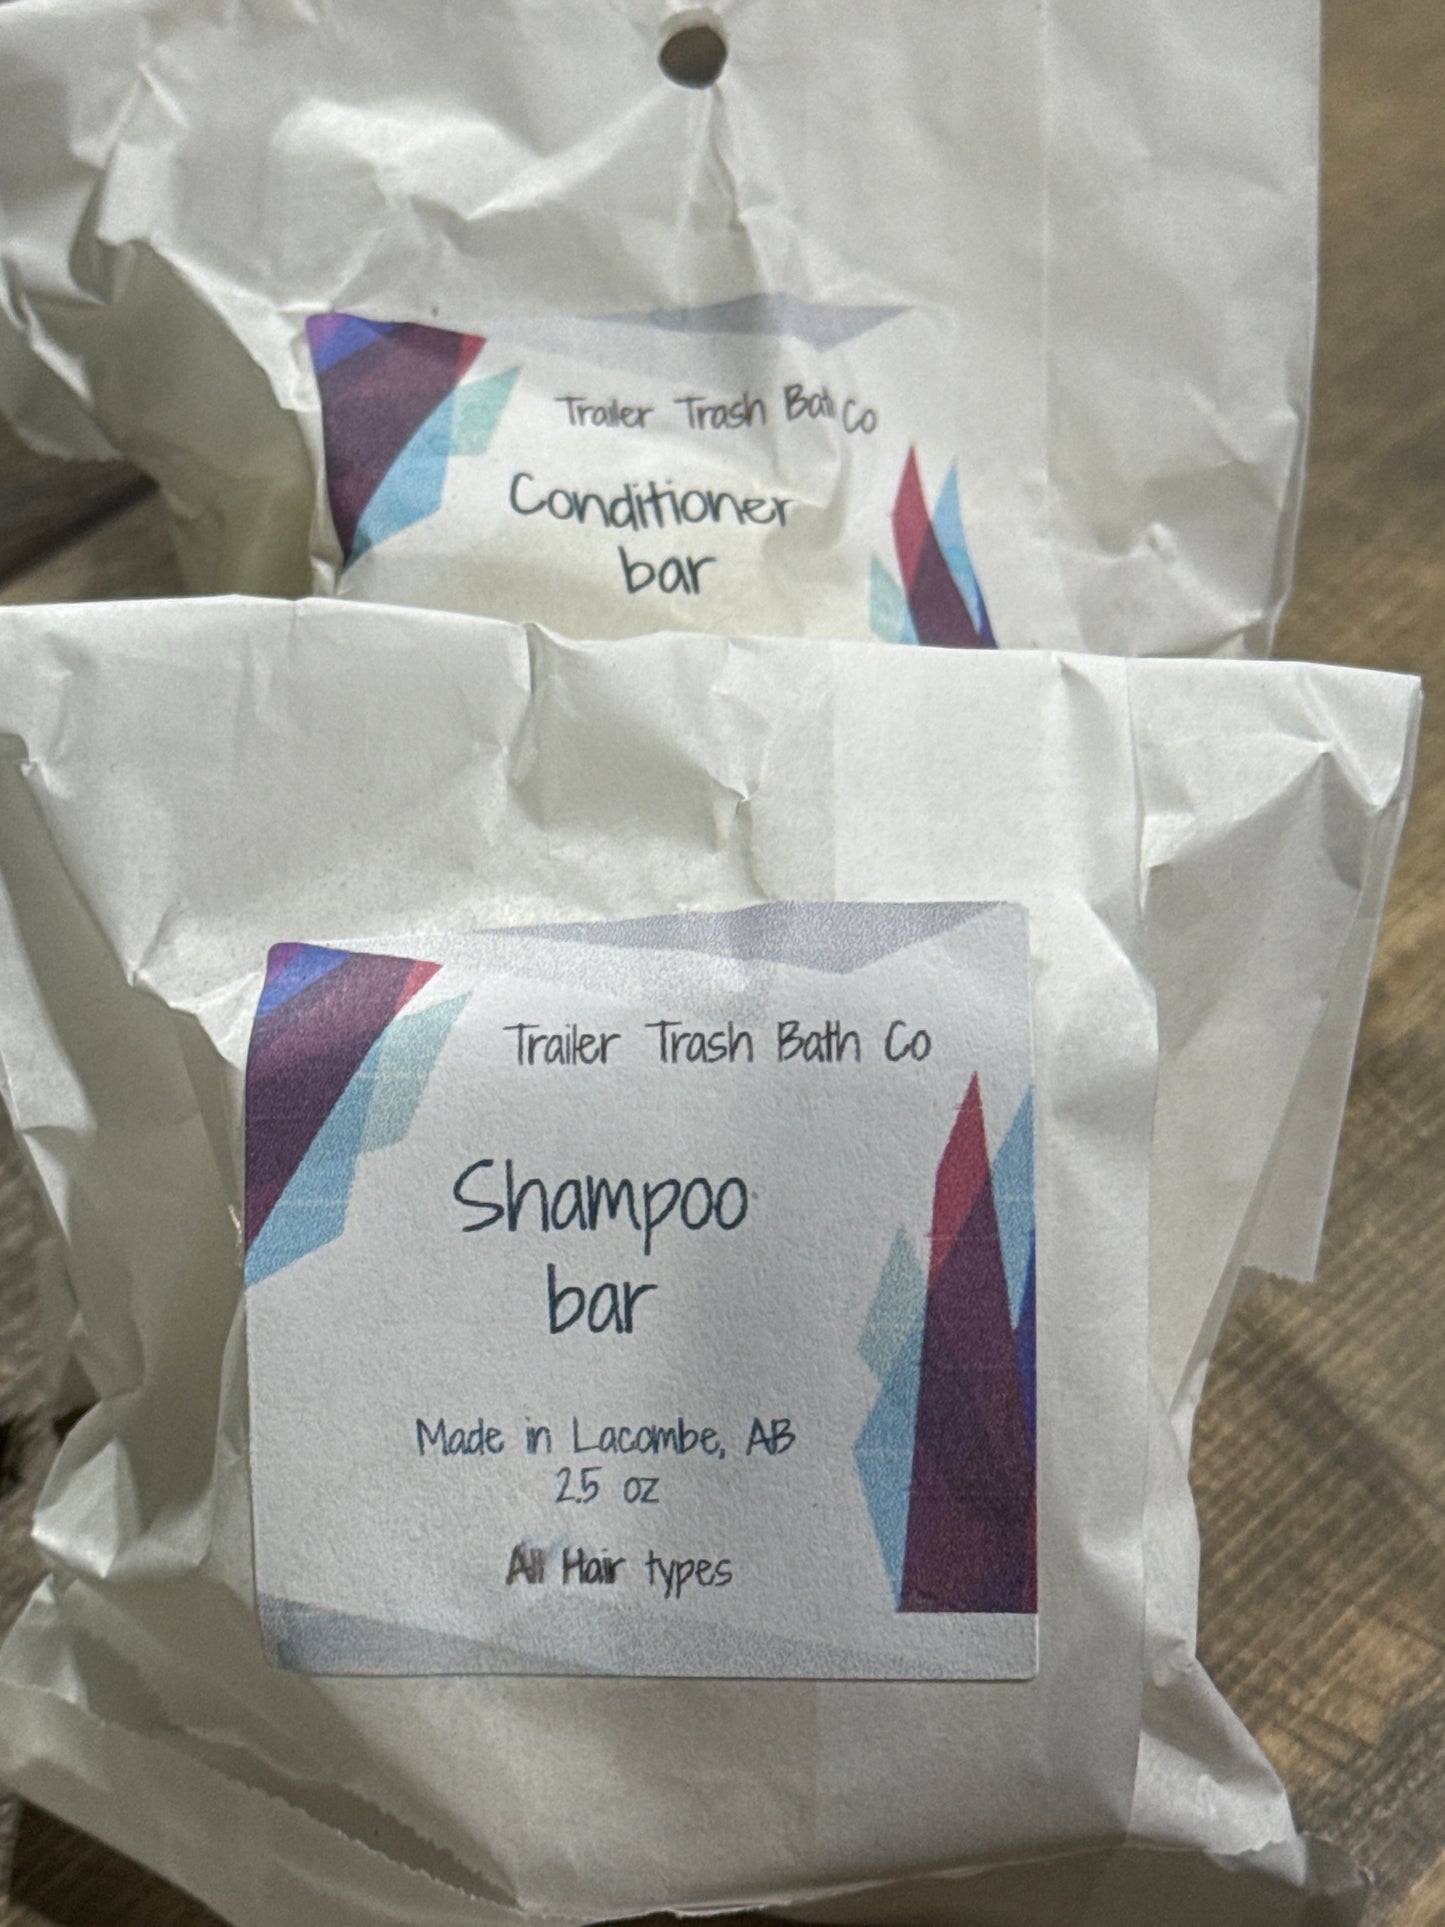 Trailer Trash Bath Co
Conditioner
bar
Trailer Trash Bath Co
Shampoo
bar
Made in Lacombe, AB
2.5 oz
All Hair types